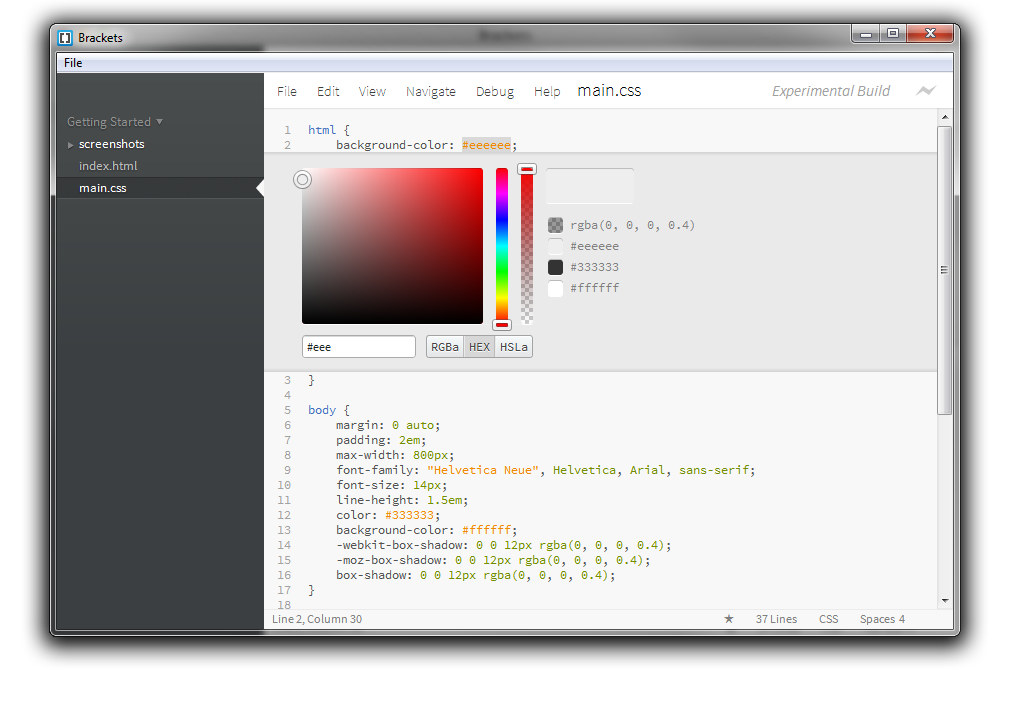 Brackets
File
Getting Started
screenshots
index.html
main.css
File Edit View Navigate Debug Help main.css Experimental Build
1 html {
2 background-color: #eeeeee;
rgba(0, 0, 0, 0.4)
#eeeeee
#333333
#ffffff
#eee RGBa HEX HSLa
3 }
4
5 body {
6 margin: 0 auto;
7 padding: 2em;
8 max-width: 800px;
9 font-family: "Helvetica Neue", Helvetica, Arial, sans-serif;
10 font-size: 14px;
11 line-height: 1.5em;
12 color: #333333;
13 background-color: #ffffff;
14 -webkit-box-shadow: 0 0 12px rgba(0, 0, 0, 0.4);
15 -moz-box-shadow: 0 0 12px rgba(0, 0, 0, 0.4);
16 box-shadow: 0 0 12px rgba(0, 0, 0, 0.4);
17 }
18
Line 2, Column 30 37 Lines CSS Spaces 4